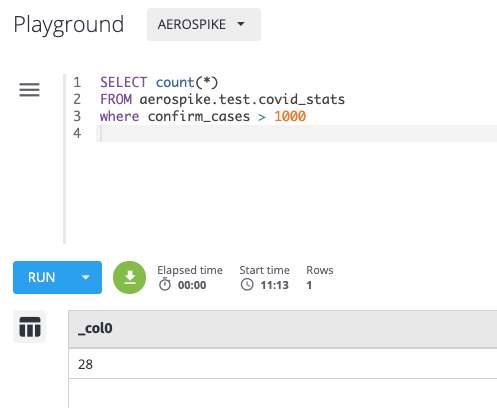 Playground AEROSPIKE
1 SELECT count(*)
2 FROM aerospike.test.covid_stats
3 where confirm_cases > 1000
4
RUN
Elapsed time Start time Rows
00:00 11:13 1
_col0
28